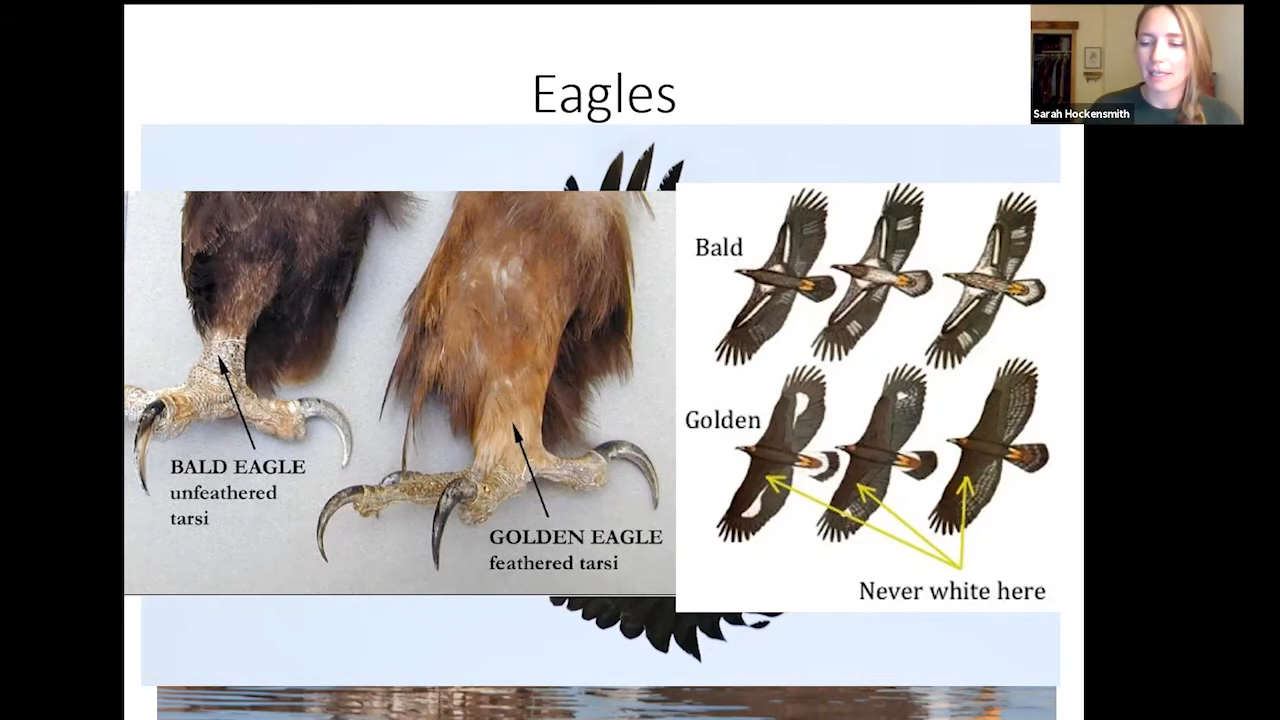 Eagles
Sarah Hockensmith
BALD EAGLE
unfeathered
tarsi
GOLDEN EAGLE
feathered tarsi
Bald
Golden
Never white here